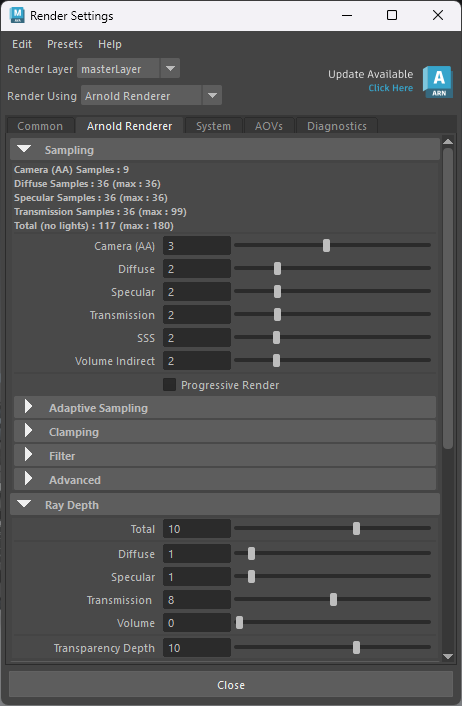 Render Settings
Edit Presets Help
Render Layer masterLayer
Update Available
Click Here
Render Using Arnold Renderer
Common Arnold Renderer System AOVs Diagnostics
Sampling
Camera (AA) Samples : 9
Diffuse Samples : 36 (max : 36)
Specular Samples : 36 (max : 36)
Transmission Samples : 36 (max : 99)
Total (no lights) : 117 (max : 180)
Camera (AA) 3
Diffuse 2
Specular 2
Transmission 2
SSS 2
Volume Indirect 2
Progressive Render
Adaptive Sampling
Clamping
Filter
Advanced
Ray Depth
Total 10
Diffuse 1
Specular 1
Transmission 8
Volume 0
Transparency Depth 10
Close
M
ARN
A
ARN